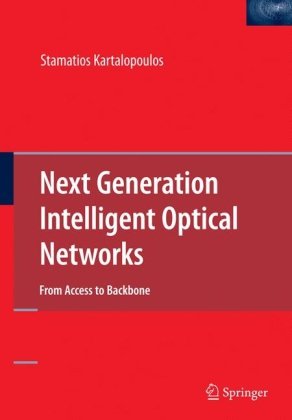 Stamatios Kartalopoulos
Next Generation
Intelligent Optical
Networks
From Access to Backbone
Springer